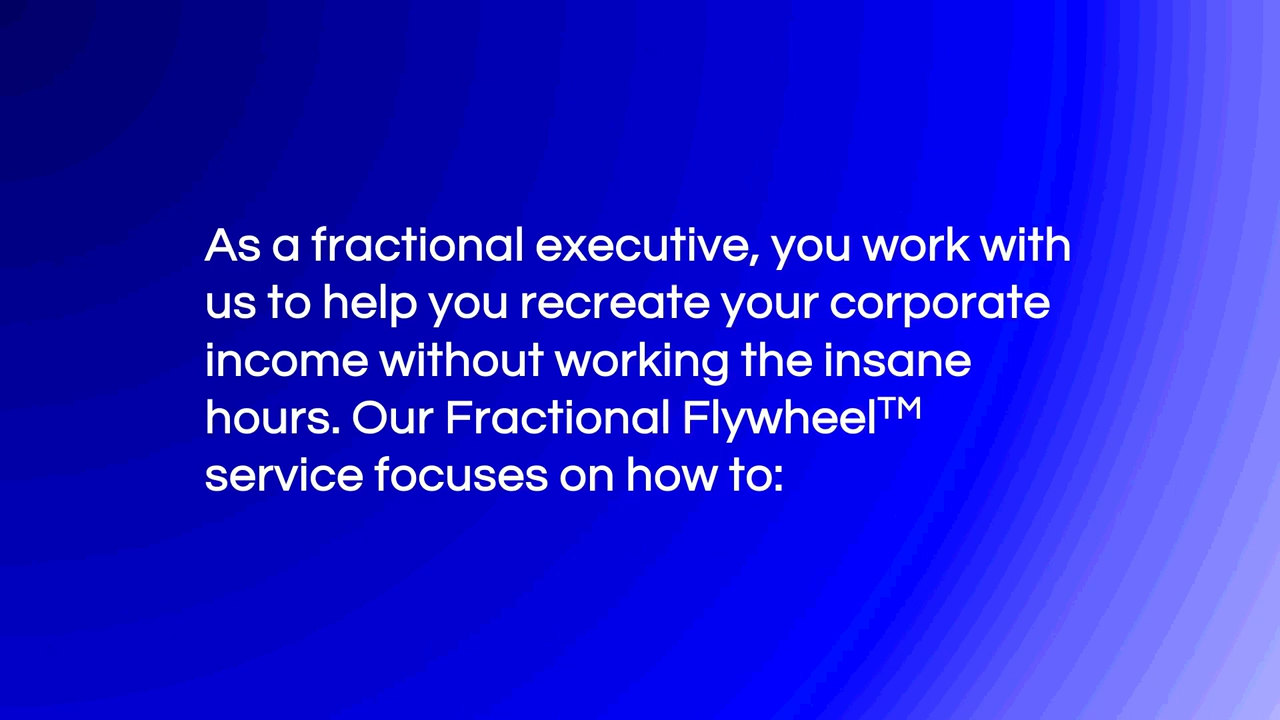 As a fractional executive, you work with
us to help you recreate your corporate
income without working the insane
hours. Our Fractional Flywheel™
service focuses on how to: